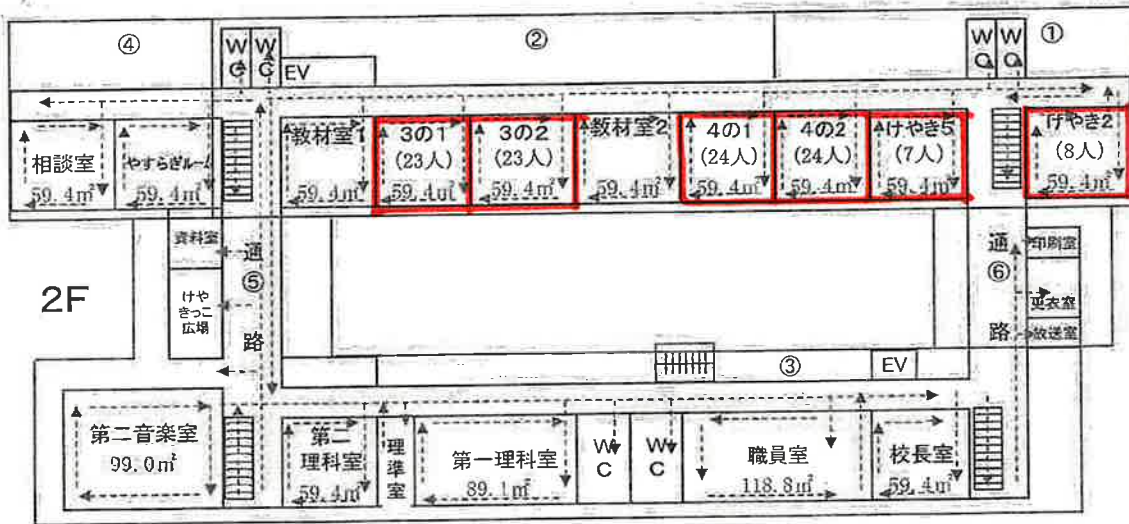 ④
②
①
WC
WC
EV
WC
WC
相談室
59.4㎡
やすらぎルーム
59.4㎡
教材室1
59.4㎡
3の1
(23人)
59.4㎡
3の2
(23人)
59.4㎡
教材室2
59.4㎡
4の1
(24人)
59.4㎡
4の2
(24人)
59.4㎡
けやき5
(7人)
59.4㎡
けやき2
(8人)
59.4㎡
2F
資料室
けや
きっこ
広場
通
⑤
路
通
⑥
路
印刷室
更衣室
放送室
③
EV
第二音楽室
99.0㎡
第二
理科室
59.4㎡
理準室
第一理科室
89.1㎡
WC
WC
職員室
118.8㎡
校長室
59.4㎡